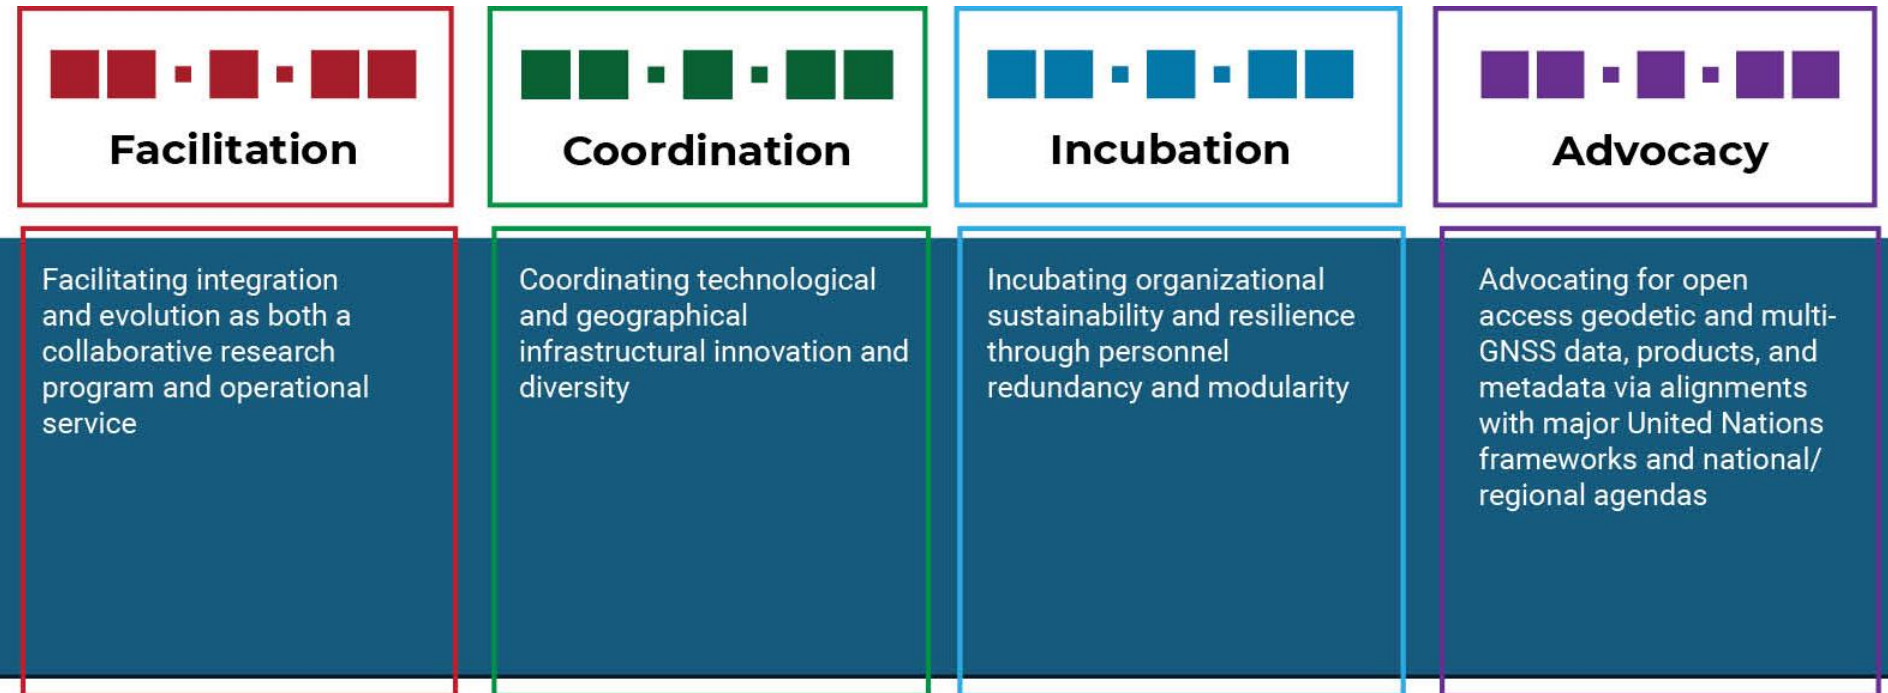 Facilitation
Facilitating integration
and evolution as both a
collaborative research
program and operational
service
Coordination
Coordinating technological
and geographical
infrastructural innovation and
diversity
Incubation
Incubating organizational
sustainability and resilience
through personnel
redundancy and modularity
Advocacy
Advocating for open
access geodetic and multi-
GNSS data, products, and
metadata via alignments
with major United Nations
frameworks and national/
regional agendas